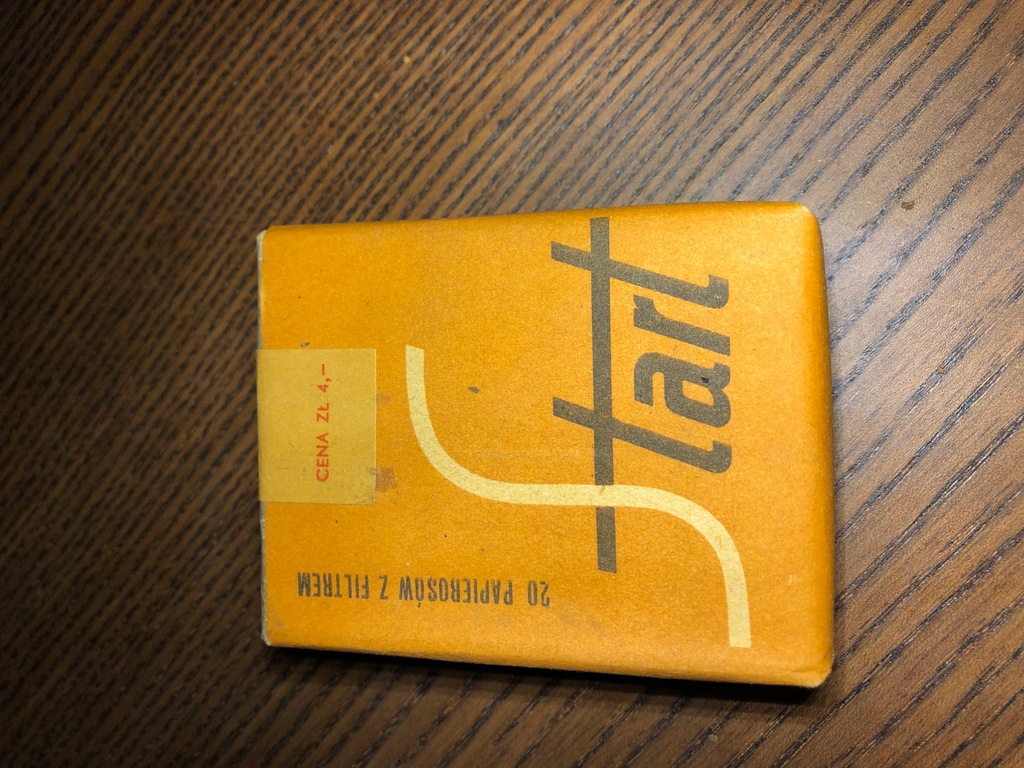 CENA ZŁ 4,–
Start
20 PAPIEROSÓW Z FILTREM